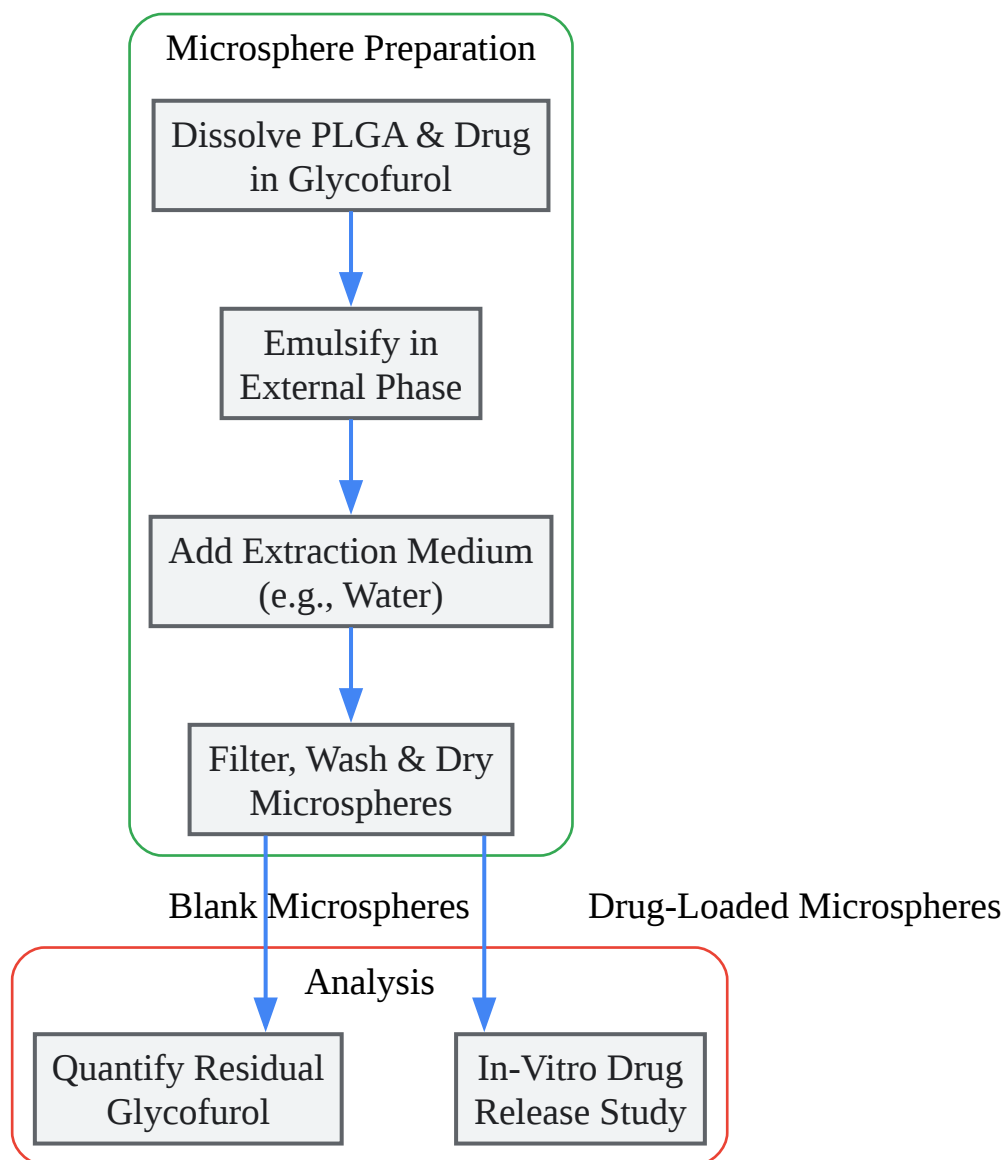 Microsphere Preparation
Dissolve PLGA & Drug
in Glycofurol
Emulsify in
External Phase
Add Extraction Medium
(e.g., Water)
Filter, Wash & Dry
Microspheres
Blank Microspheres
Drug-Loaded Microspheres
Analysis
Quantify Residual
Glycofurol
In-Vitro Drug
Release Study